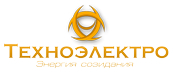 Техноэлектро
Энергия созидания